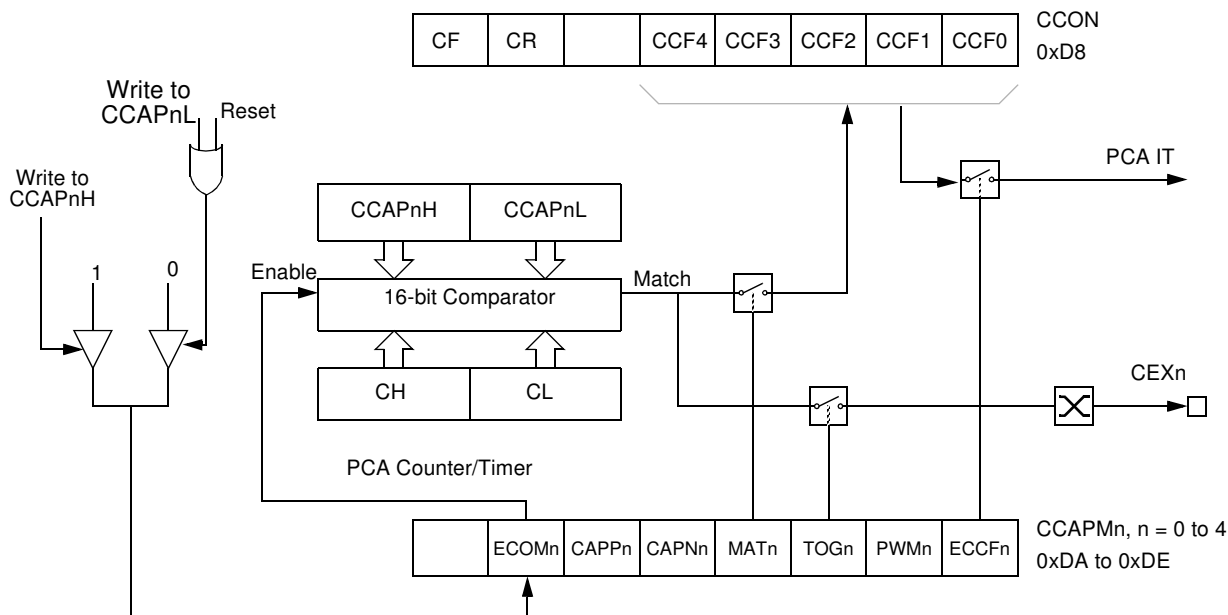 CF CR CCF4 CCF3 CCF2 CCF1 CCF0
CCON
0xD8
Write to
CCAPnL
Reset
PCA IT
Write to
CCAPnH
CCAPnH CCAPnL
1 0
Enable
16-bit Comparator
Match
CH CL
CEXn
PCA Counter/Timer
ECOMn CAPPn CAPNn MATn TOGn PWMn ECCFn
CCAPMn, n = 0 to 4
0xDA to 0xDE